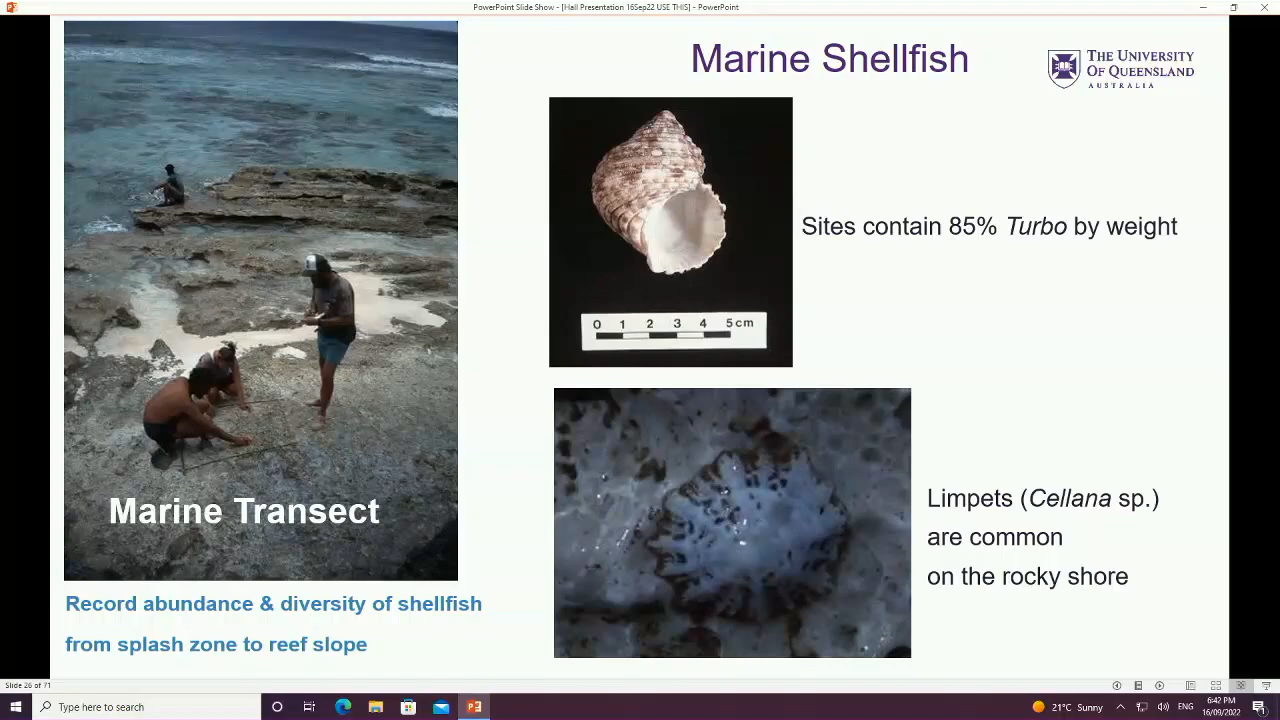 PowerPoint Slide Show - [Hall Presentation 16Sep22 USE THIS] - PowerPoint
Marine Shellfish
THE UNIVERSITY
OF QUEENSLAND
AUSTRALIA
Sites contain 85% Turbo by weight
0 1 2 3 4 5 cm
Marine Transect
Limpets (Cellana sp.)
are common
on the rocky shore
Record abundance & diversity of shellfish
from splash zone to reef slope
Slide 26 of 71
Type here to search
21°C Sunny
6:42 PM
16/09/2022